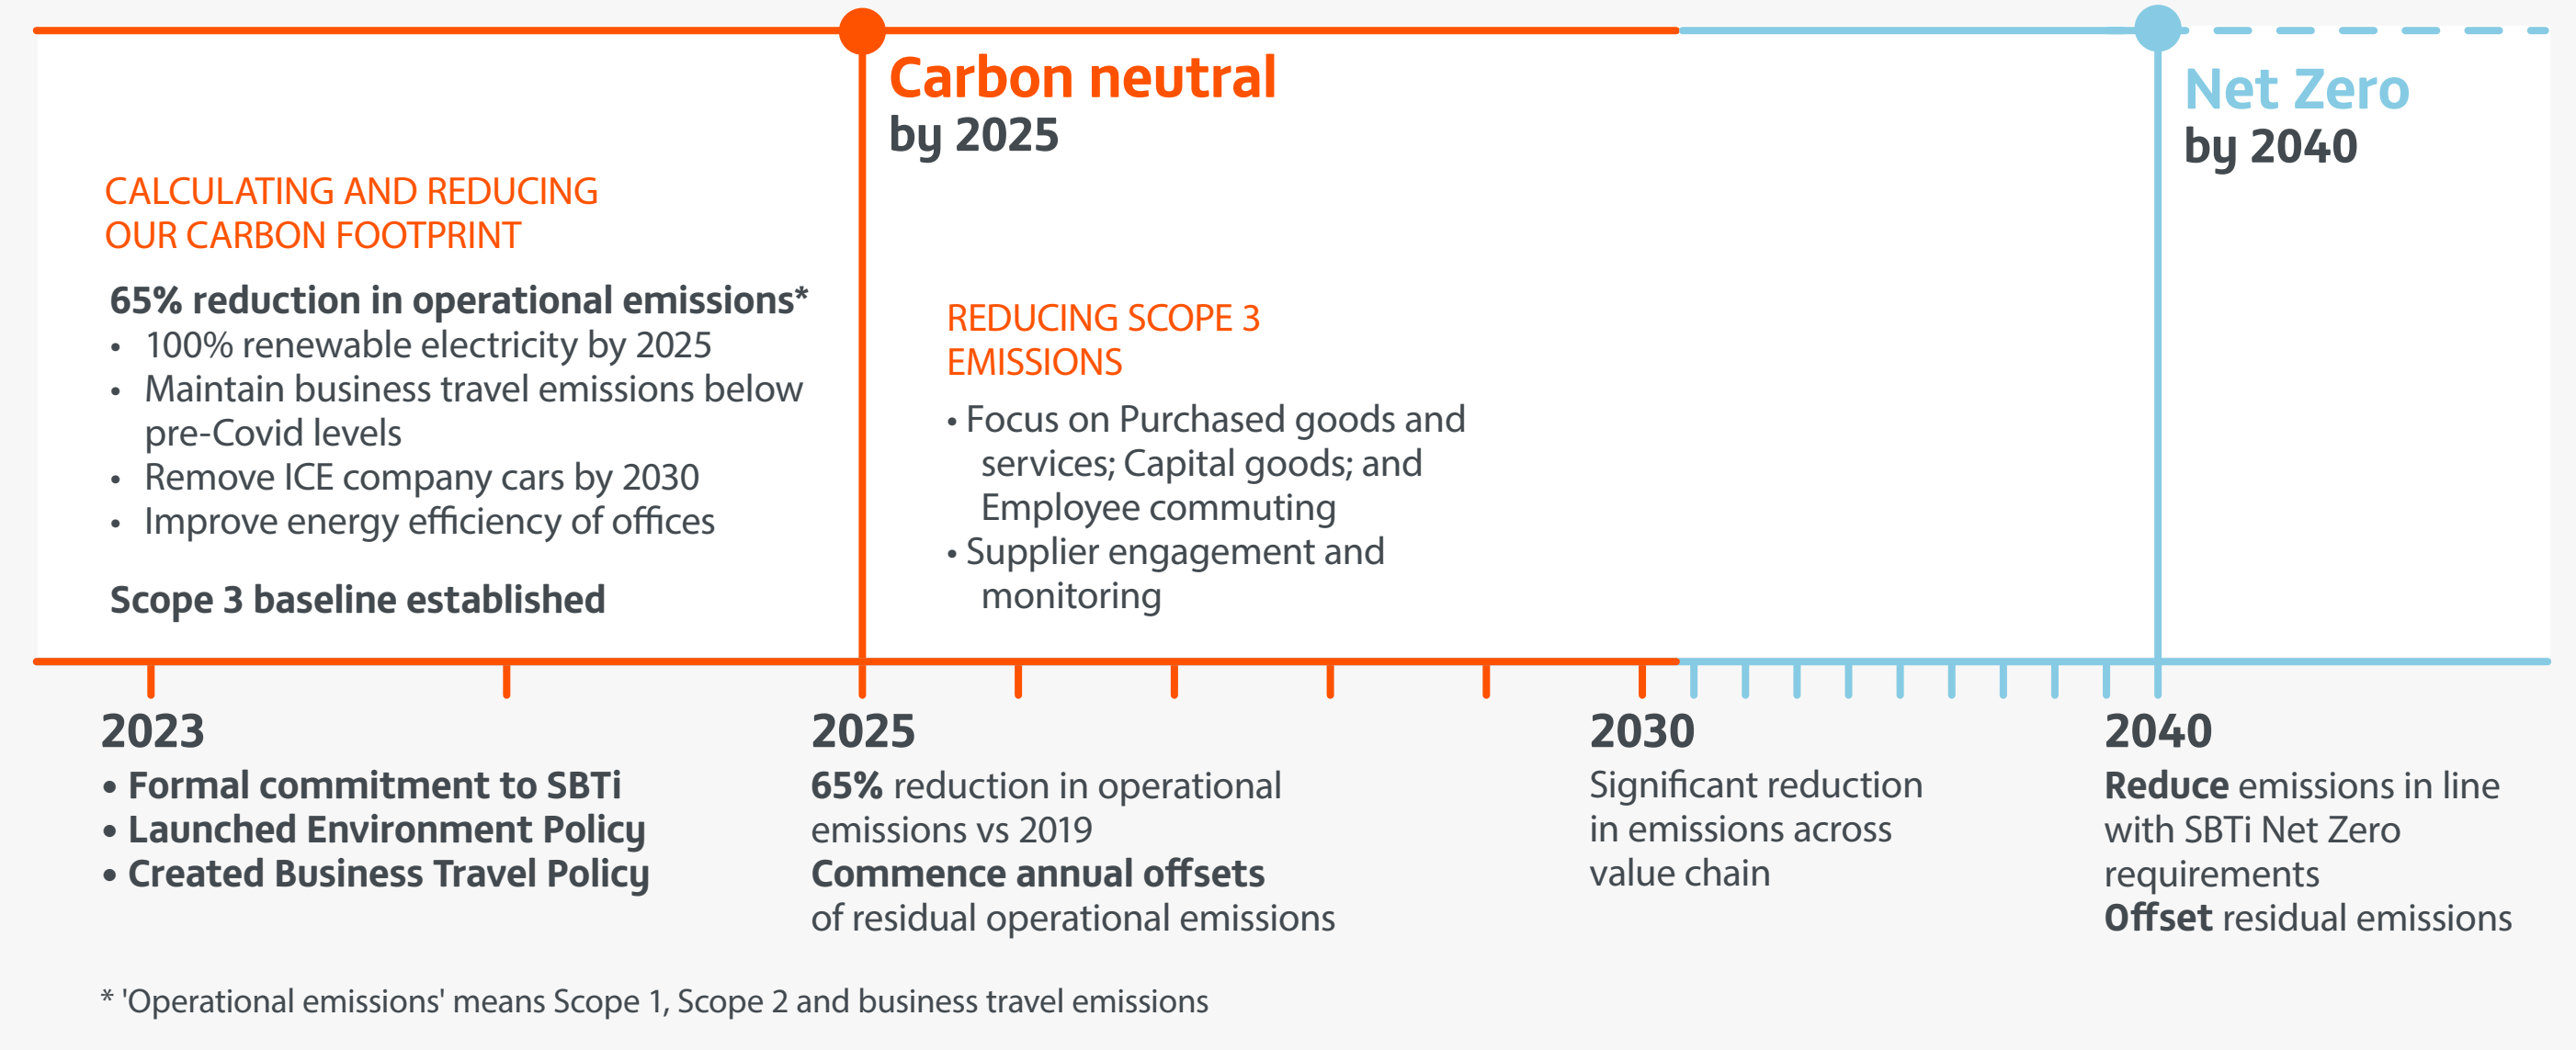 Carbon neutral
by 2025
Net Zero
by 2040
CALCULATING AND REDUCING
OUR CARBON FOOTPRINT
65% reduction in operational emissions*
• 100% renewable electricity by 2025
• Maintain business travel emissions below
pre-Covid levels
• Remove ICE company cars by 2030
• Improve energy efficiency of offices
Scope 3 baseline established
REDUCING SCOPE 3
EMISSIONS
• Focus on Purchased goods and
services; Capital goods; and
Employee commuting
• Supplier engagement and
monitoring
2023
• Formal commitment to SBTi
• Launched Environment Policy
• Created Business Travel Policy
2025
65% reduction in operational
emissions vs 2019
Commence annual offsets
of residual operational emissions
2030
Significant reduction
in emissions across
value chain
2040
Reduce emissions in line
with SBTi Net Zero
requirements
Offset residual emissions
* 'Operational emissions' means Scope 1, Scope 2 and business travel emissions